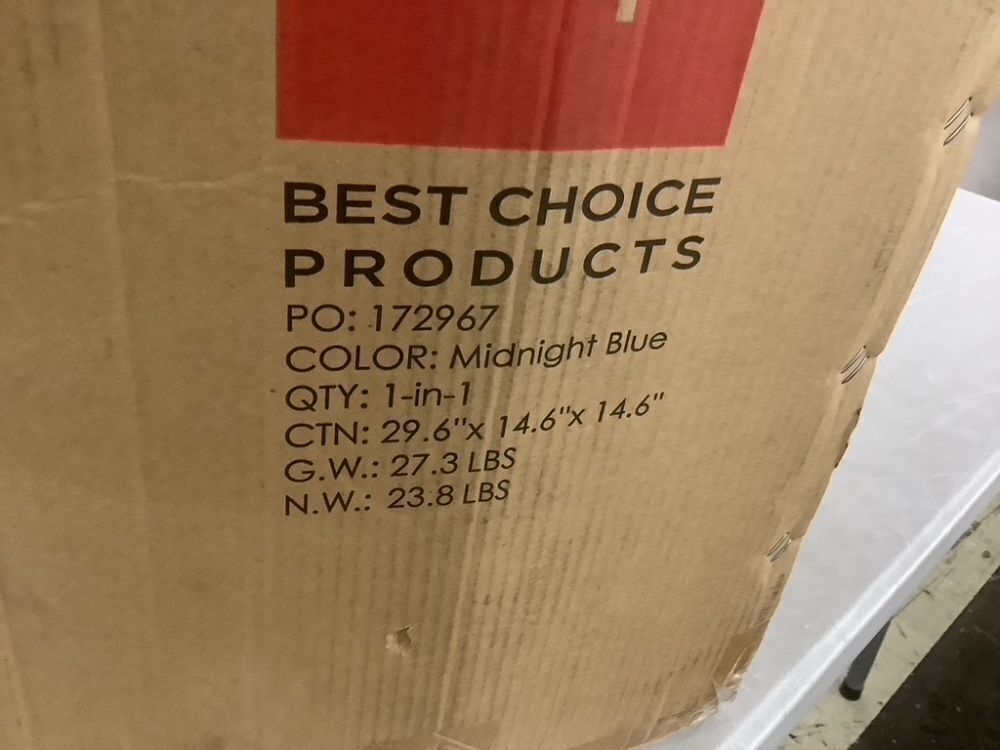 BEST CHOICE
PRODUCTS
PO: 172967
COLOR: Midnight Blue
QTY: 1-in-1
CTN: 29.6"x 14.6"x 14.6"
G.W.: 27.3 LBS
N.W.: 23.8 LBS